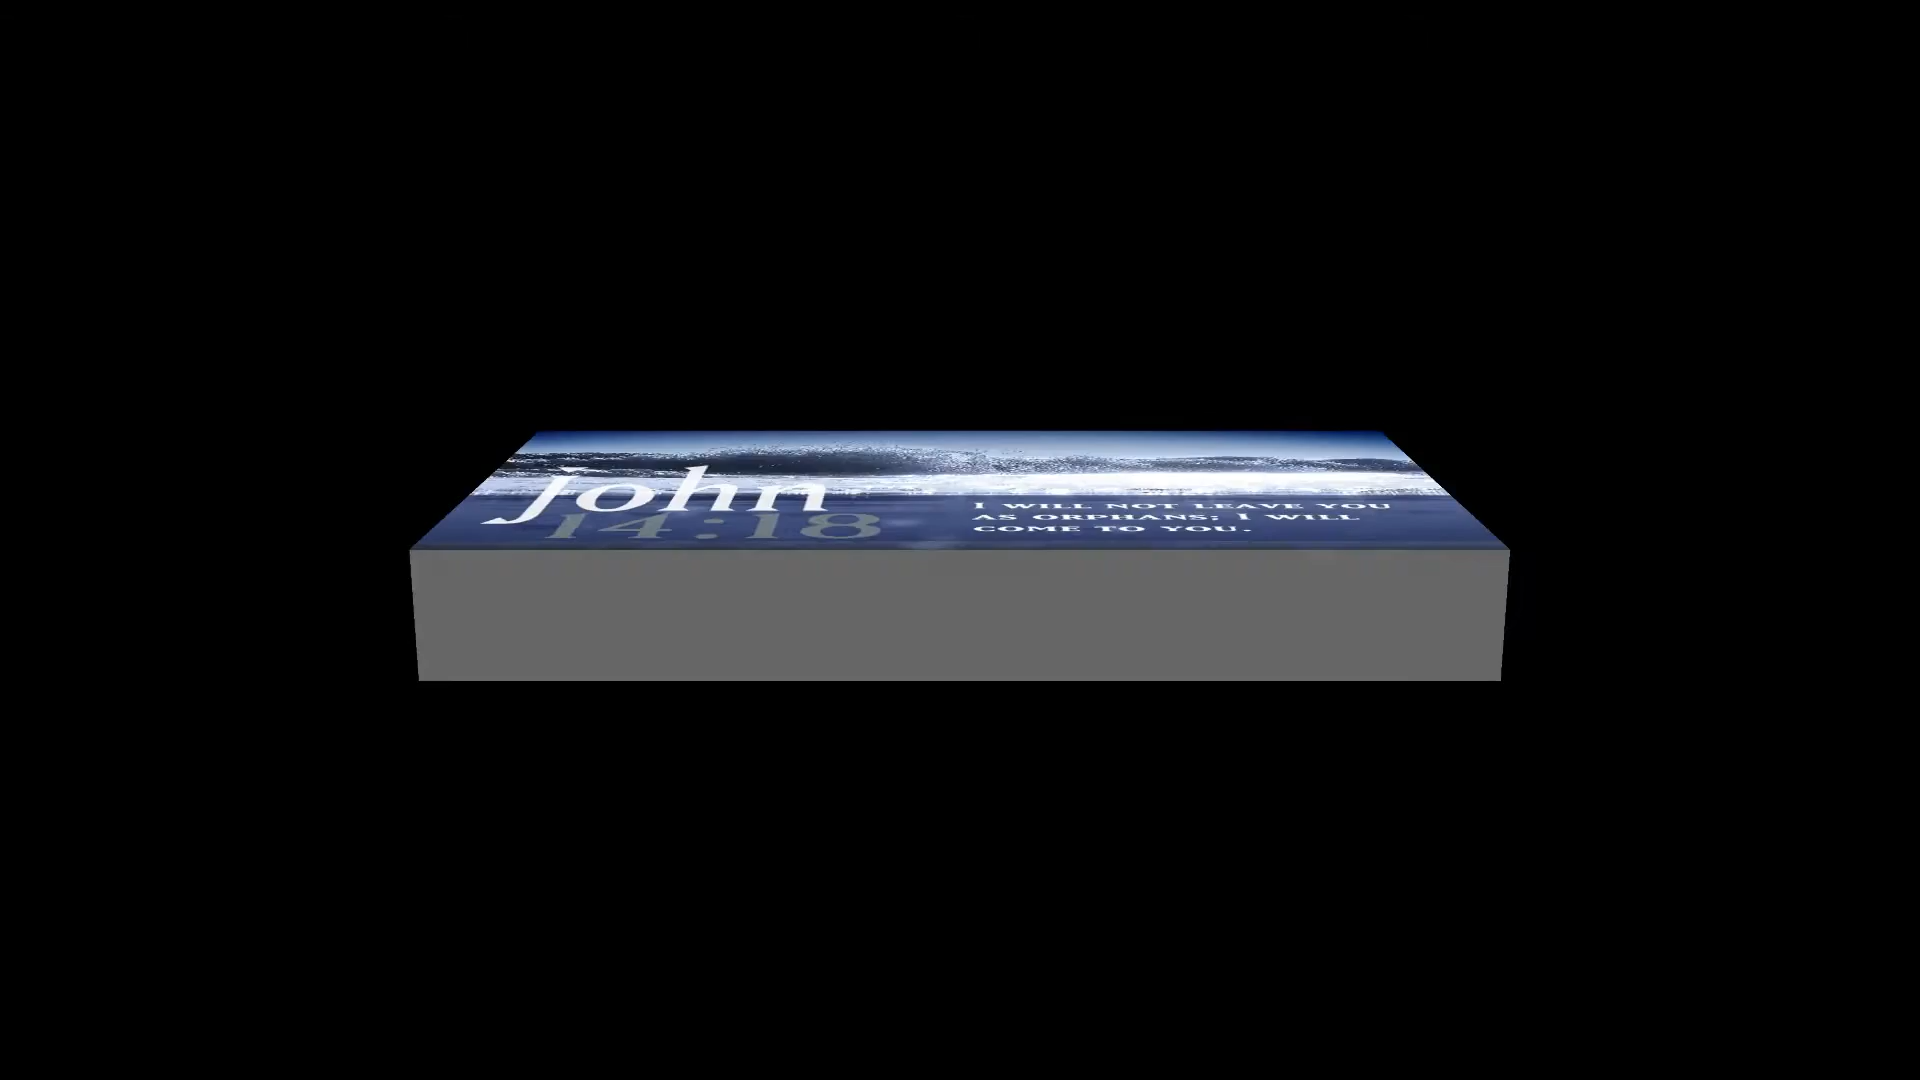 John
14:18
I will not leave you
as orphans; I will
come to you.